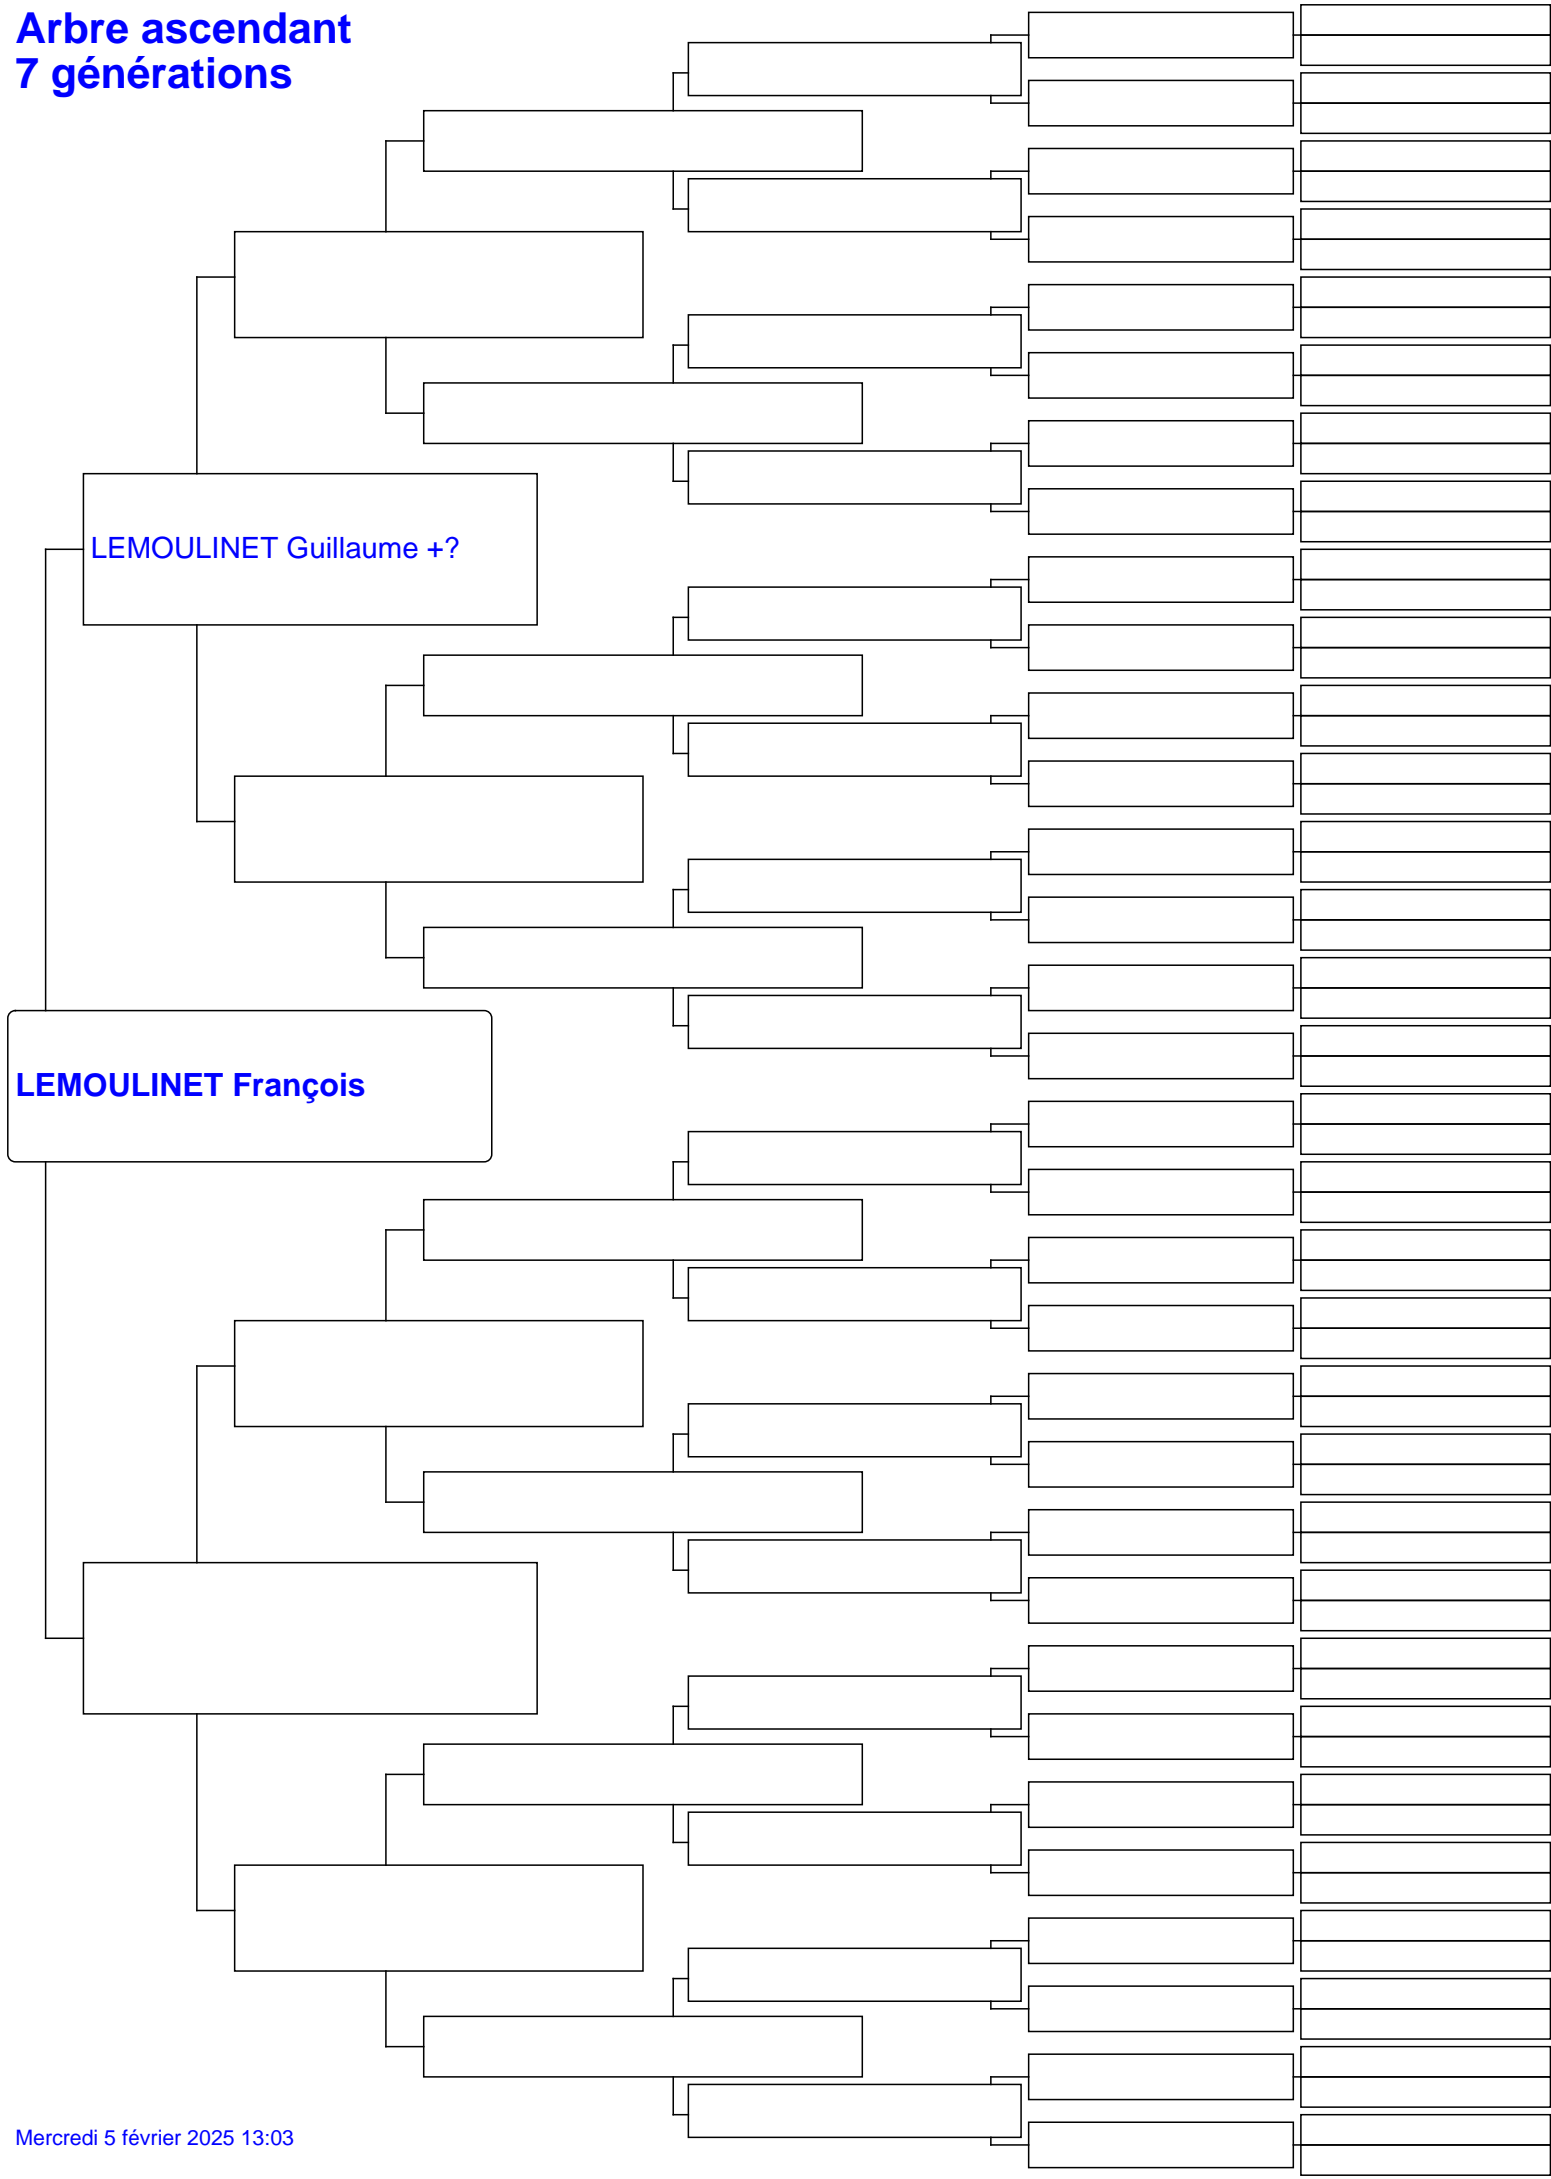 Arbre ascendant
7 générations
LEMOULINET Guillaume +?
LEMOULINET François
Mercredi 5 février 2025 13:03